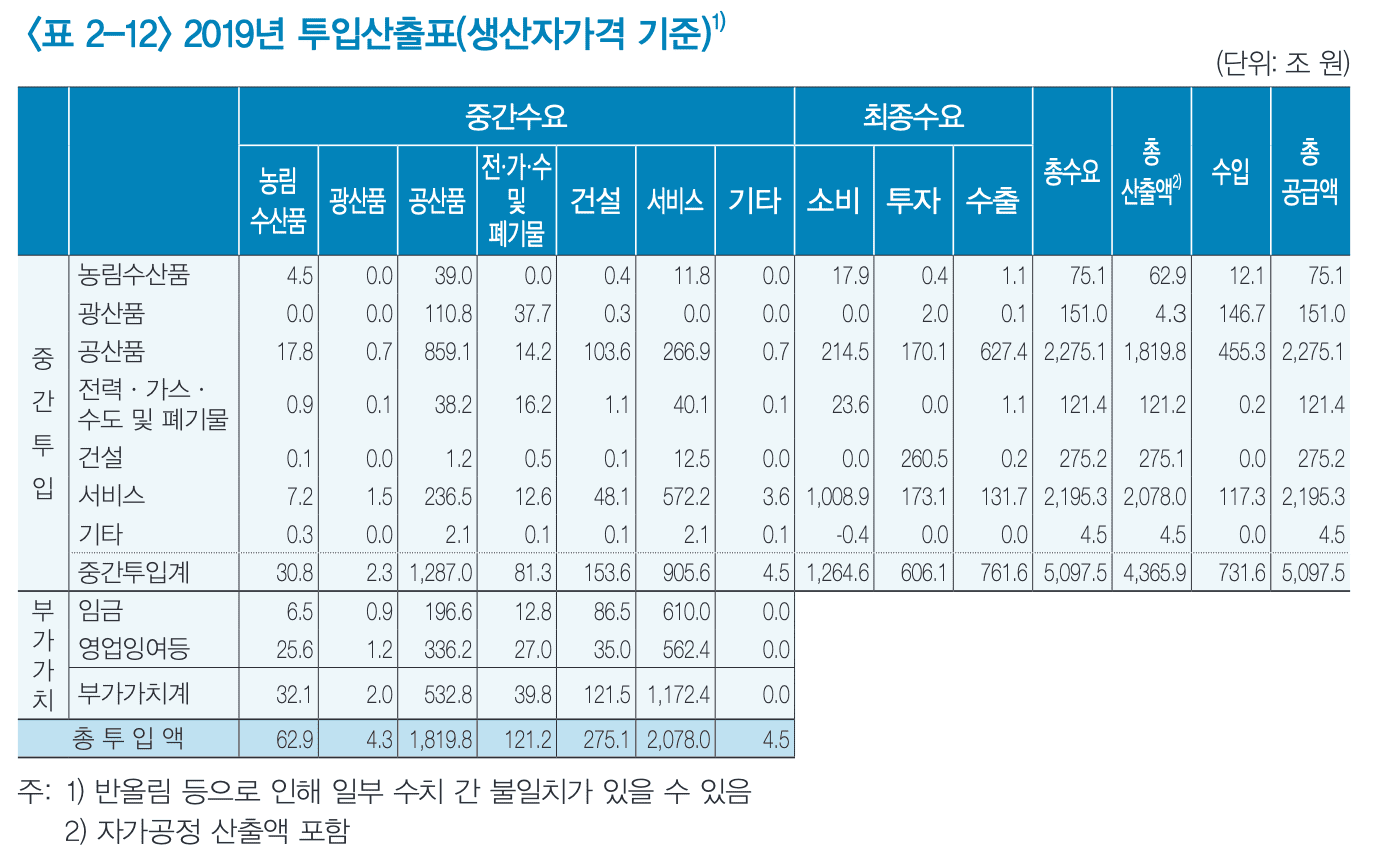 〈표 2-12〉 2019년 투입산출표(생산자가격 기준)1)
(단위: 조 원)
중간수요 최종수요 총수요 총 산출액2) 수입 총 공급액
농림 수산품 광산품 공산품 전·가·수 및 폐기물 건설 서비스 기타 소비 투자 수출
중간투입
농림수산품 4.5 0.0 39.0 0.0 0.4 11.8 0.0 17.9 0.4 1.1 75.1 62.9 12.1 75.1
광산품 0.0 0.0 110.8 37.7 0.3 0.0 0.0 0.0 2.0 0.1 151.0 4.3 146.7 151.0
공산품 17.8 0.7 859.1 14.2 103.6 266.9 0.7 214.5 170.1 627.4 2,275.1 1,819.8 455.3 2,275.1
전력 · 가스 ·
수도 및 폐기물 0.9 0.1 38.2 16.2 1.1 40.1 0.1 23.6 0.0 1.1 121.4 121.2 0.2 121.4
건설 0.1 0.0 1.2 0.5 0.1 12.5 0.0 0.0 260.5 0.2 275.2 275.1 0.0 275.2
서비스 7.2 1.5 236.5 12.6 48.1 572.2 3.6 1,008.9 173.1 131.7 2,195.3 2,078.0 117.3 2,195.3
기타 0.3 0.0 2.1 0.1 0.1 2.1 0.1 -0.4 0.0 0.0 4.5 4.5 0.0 4.5
중간투입계 30.8 2.3 1,287.0 81.3 153.6 905.6 4.5 1,264.6 606.1 761.6 5,097.5 4,365.9 731.6 5,097.5
부가가치
임금 6.5 0.9 196.6 12.8 86.5 610.0 0.0
영업잉여등 25.6 1.2 336.2 27.0 35.0 562.4 0.0
부가가치계 32.1 2.0 532.8 39.8 121.5 1,172.4 0.0
총 투 입 액 62.9 4.3 1,819.8 121.2 275.1 2,078.0 4.5
주: 1) 반올림 등으로 인해 일부 수치 간 불일치가 있을 수 있음
2) 자가공정 산출액 포함